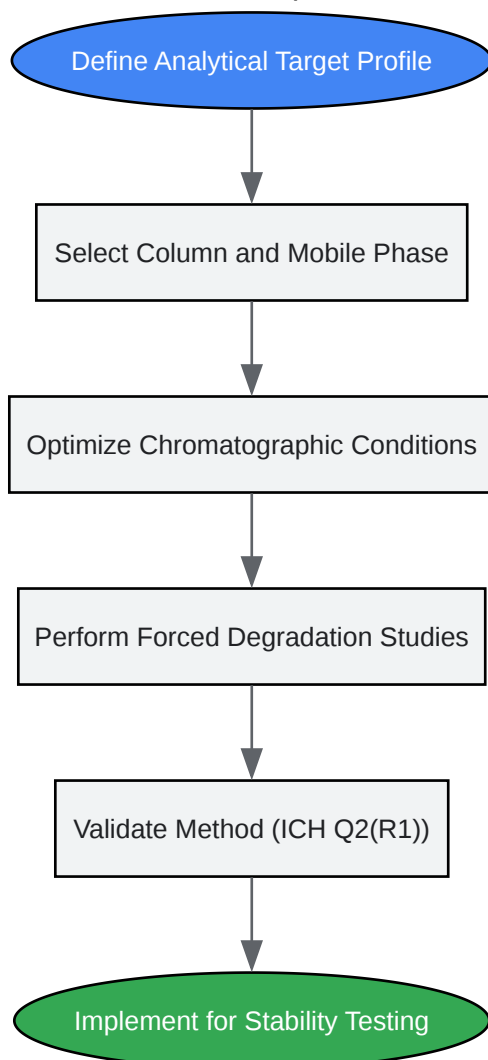 Define Analytical Target Profile
Select Column and Mobile Phase
Optimize Chromatographic Conditions
Perform Forced Degradation Studies
Validate Method (ICH Q2(R1))
Implement for Stability Testing